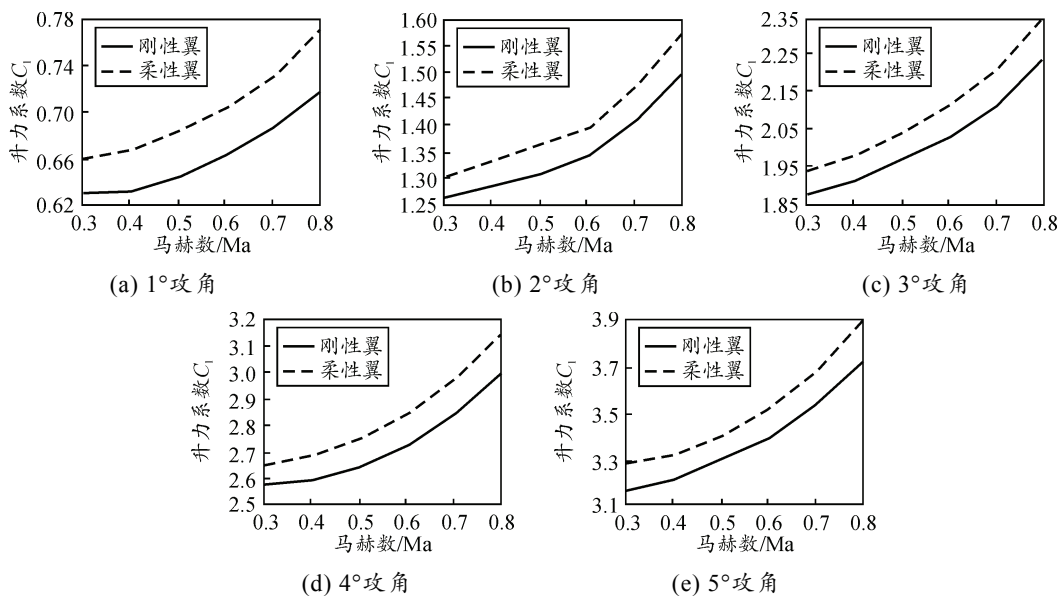 0.78
0.74
0.70
0.66
0.62
升力系数C₁
刚性翼
柔性翼
0.3 0.4 0.5 0.6 0.7 0.8
马赫数/Ma
(a) 1°攻角
1.60
1.50
1.45
1.40
1.35
1.30
1.25
升力系数C₁
刚性翼
柔性翼
0.3 0.4 0.5 0.6 0.7 0.8
马赫数/Ma
(b) 2°攻角
2.35
2.25
2.15
2.05
1.95
1.85
升力系数C₁
刚性翼
柔性翼
0.3 0.4 0.5 0.6 0.7 0.8
马赫数/Ma
(c) 3°攻角
3.2
3.1
3.0
2.9
2.8
2.7
2.6
2.5
升力系数C₁
刚性翼
柔性翼
0.3 0.4 0.5 0.6 0.7 0.8
马赫数/Ma
(d) 4°攻角
3.9
3.7
3.5
3.3
3.1
升力系数C₁
刚性翼
柔性翼
0.3 0.4 0.5 0.6 0.7 0.8
马赫数/Ma
(e) 5°攻角